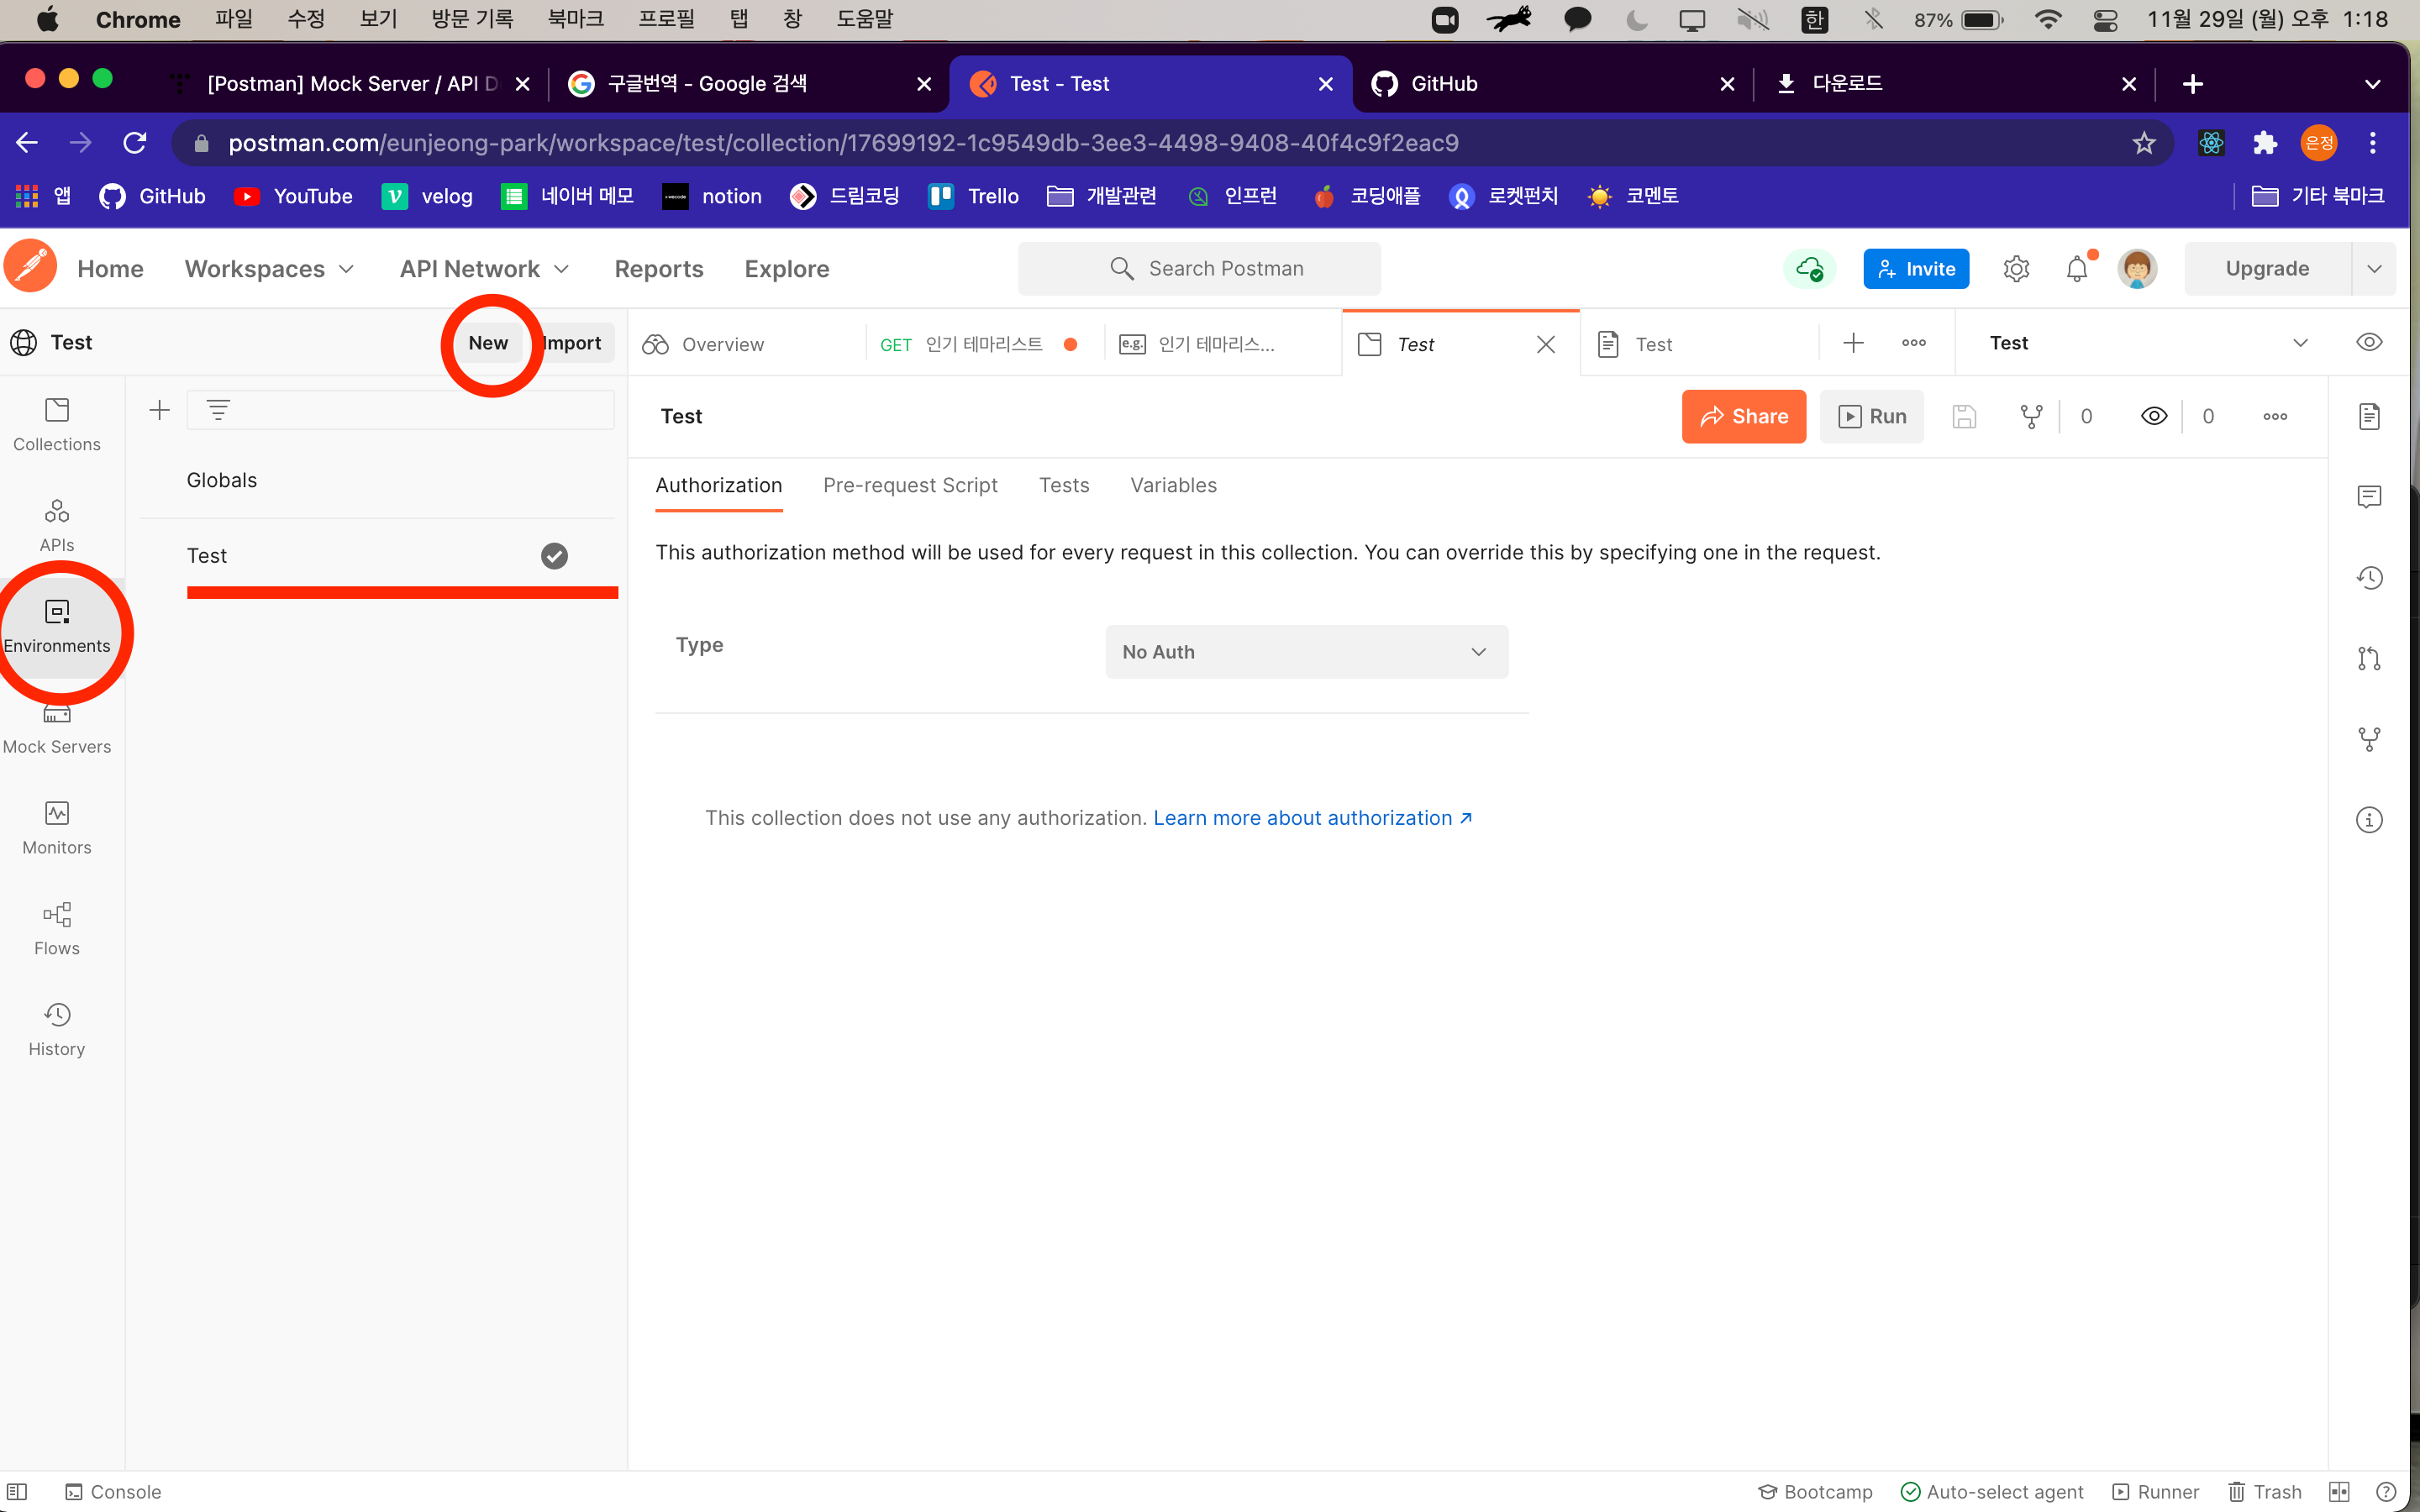 Chrome 파일 수정 보기 방문 기록 북마크 프로필 탭 창 도움말 한 87% 11월 29일 (월) 오후 1:18
[Postman] Mock Server / API D 구글번역 - Google 검색 Test - Test GitHub 다운로드
postman.com/eunjeong-park/workspace/test/collection/17699192-1c9549db-3ee3-4498-9408-40f4c9f2eac9 은정
앱 GitHub YouTube velog 네이버 메모 notion 드림코딩 Trello 개발관련 인프런 코딩애플 로켓펀치 코멘토 기타 북마크
Home Workspaces API Network Reports Explore Search Postman Invite Upgrade
Test New Import Overview GET 인기 테마리스트 e.g. 인기 테마리스... Test Test Test
Collections
Test Share Run 0 0
Globals
Authorization Pre-request Script Tests Variables
APIs
Test
This authorization method will be used for every request in this collection. You can override this by specifying one in the request.
Environments
Type No Auth
Mock Servers
This collection does not use any authorization. Learn more about authorization ↗
Monitors
Flows
History
Console Bootcamp Auto-select agent Runner Trash